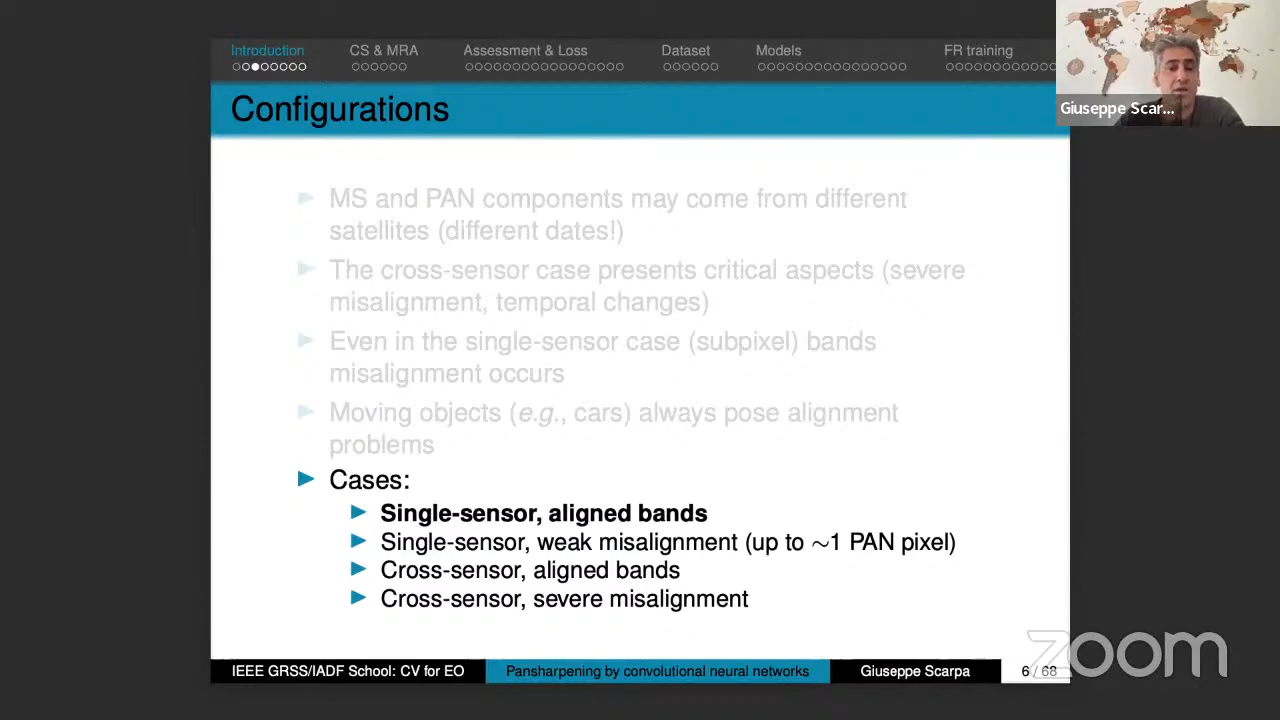 Introduction CS & MRA Assessment & Loss Dataset Models FR training
Configurations
Giuseppe Scar...
MS and PAN components may come from different
satellites (different dates!)
The cross-sensor case presents critical aspects (severe
misalignment, temporal changes)
Even in the single-sensor case (subpixel) bands
misalignment occurs
Moving objects (e.g., cars) always pose alignment
problems
Cases:
Single-sensor, aligned bands
Single-sensor, weak misalignment (up to ∼1 PAN pixel)
Cross-sensor, aligned bands
Cross-sensor, severe misalignment
zoom
IEEE GRSS/IADF School: CV for EO Pansharpening by convolutional neural networks Giuseppe Scarpa 6 / 68